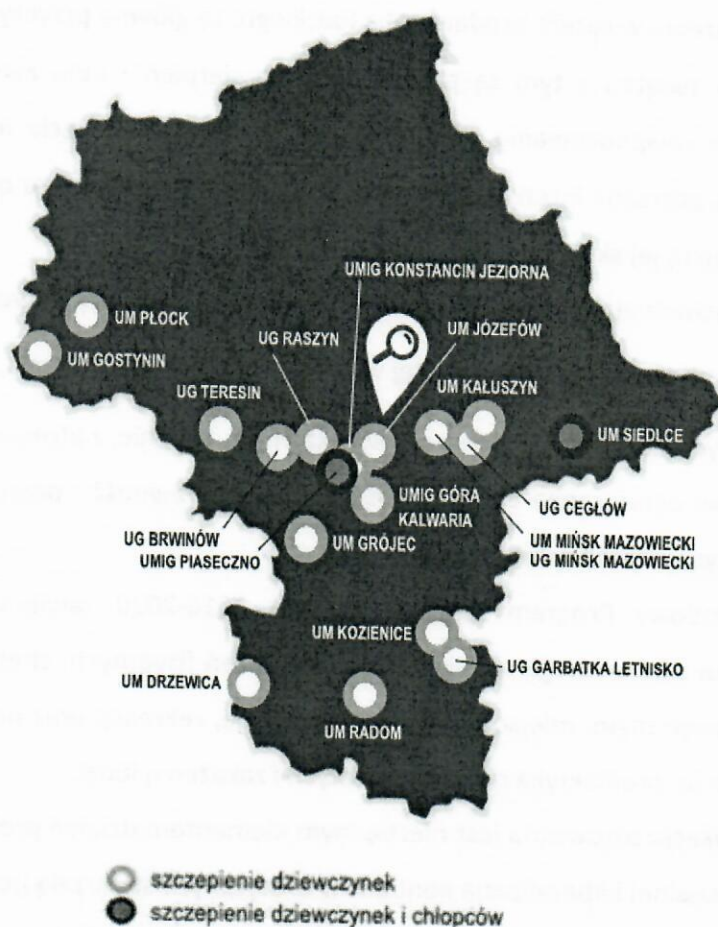 UMIG KONSTANCIN JEZIORNA
UM PŁOCK
UG RASZYN
UM JÓZEFÓW
UM GOSTYNIN
UG TERESIN
UM KAŁUSZYN
UM SIEDLCE
UMIG GÓRA
KALWARIA
UG CEGŁÓW
UG BRWINÓW
UMIG PIASECZNO
UM GRÓJEC
UM MIŃSK MAZOWIECKI
UG MIŃSK MAZOWIECKI
UM KOZIENICE
UG GARBATKA LETNISKO
UM DRZEWICA
UM RADOM
szczepienie dziewczynek
szczepienie dziewczynek i chłopców